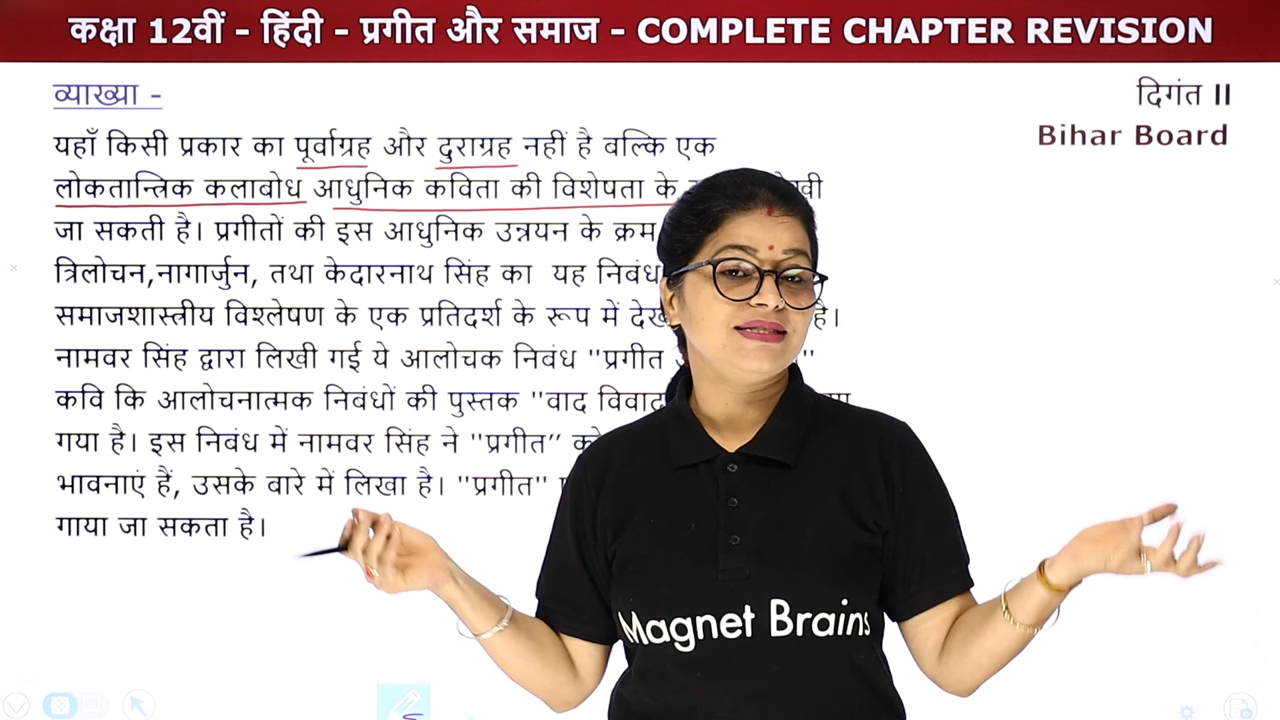 कक्षा 12वीं - हिंदी - प्रगीत और समाज - COMPLETE CHAPTER REVISION
व्याख्या -
दिगंत II
Bihar Board
यहाँ किसी प्रकार का पूर्वाग्रह और दुराग्रह नहीं है बल्कि एक
लोकतान्त्रिक कलाबोध आधुनिक कविता की विशेषता के
जा सकती है। प्रगीतों की इस आधुनिक उन्नयन के क्रम
त्रिलोचन,नागार्जुन, तथा केदारनाथ सिंह का यह निबंध
समाजशास्त्रीय विश्लेषण के एक प्रतिदर्श के रूप में है।
नामवर सिंह द्वारा लिखी गई ये आलोचक निबंध "प्रगीत
कवि कि आलोचनात्मक निबंधों की पुस्तक "वाद विवाद
गया है। इस निबंध में नामवर सिंह ने "प्रगीत” को
भावनाएं हैं, उसके बारे में लिखा है। "प्रगीत"
गाया जा सकता है।
Magnet Brains